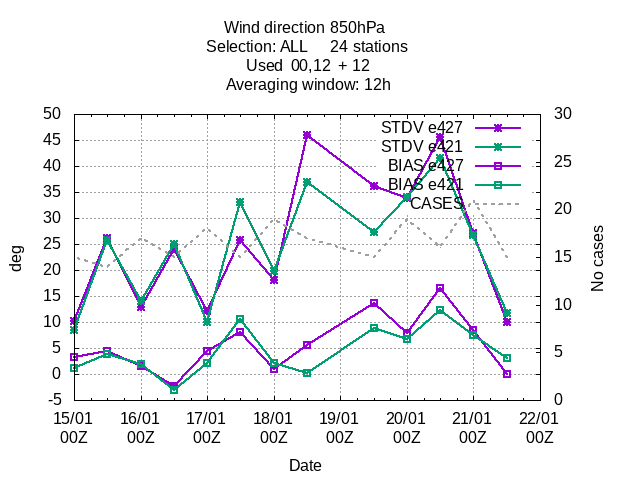 Wind direction 850hPa
Selection: ALL     24 stations
Used  00,12  + 12
Averaging window: 12h
50
45
40
35
30
25
20
15
10
5
0
-5
deg
30
25
20
15
10
5
0
No cases
STDV e427
STDV e421
BIAS e427
BIAS e421
CASES
15/01 16/01 17/01 18/01 19/01 20/01 21/01 22/01
00Z 00Z 00Z 00Z 00Z 00Z 00Z 00Z
Date